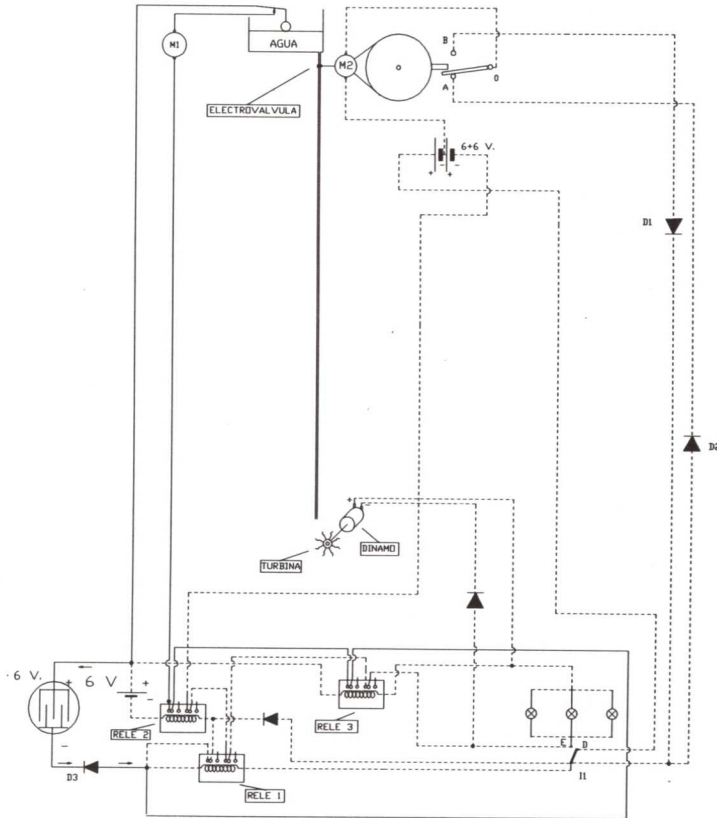 M1
AGUA
B
M2
A
O
ELECTROVALVULA
6+6 V.
-
-
+
+
D1
D2
+
-
TURBINA
DINAMO
6 V.
+
6 V
+
-
RELE 2
RELE 3
-
E
D
D3
I1
RELE 1